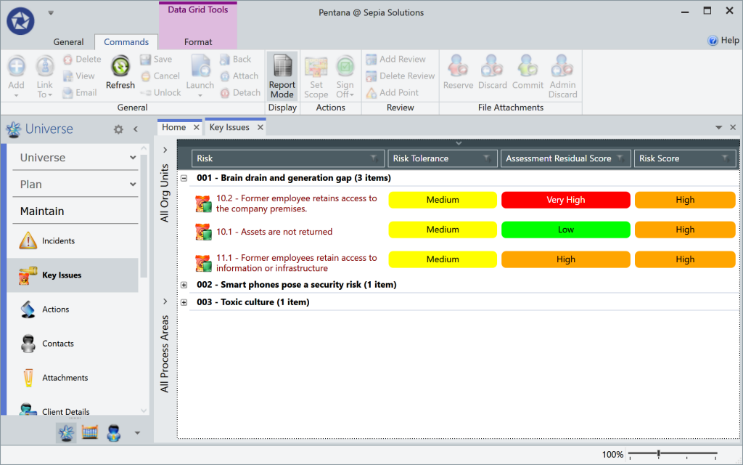 Data Grid Tools
Pentana @ Sepia Solutions
General
Commands
Format
Help
Add
Link To
Delete
View
Email
Refresh
Save
Cancel
Unlock
Launch
Back
Attach
Detach
Report Mode
Set Scope
Sign Off
Add Review
Delete Review
Add Point
Reserve
Discard
Commit
Admin Discard
General
Display
Actions
Review
File Attachments
Universe
Home
Key Issues
Universe
Plan
Maintain
Incidents
Key Issues
Actions
Contacts
Attachments
Client Details
All Org Units
All Process Areas
Risk
Risk Tolerance
Assessment Residual Score
Risk Score
001 - Brain drain and generation gap (3 items)
10.2 - Former employee retains access to
the company premises.
Medium
Very High
High
10.1 - Assets are not returned
Medium
Low
High
11.1 - Former employees retain access to
information or infrastructure
Medium
High
High
002 - Smart phones pose a security risk (1 item)
003 - Toxic culture (1 item)
100%